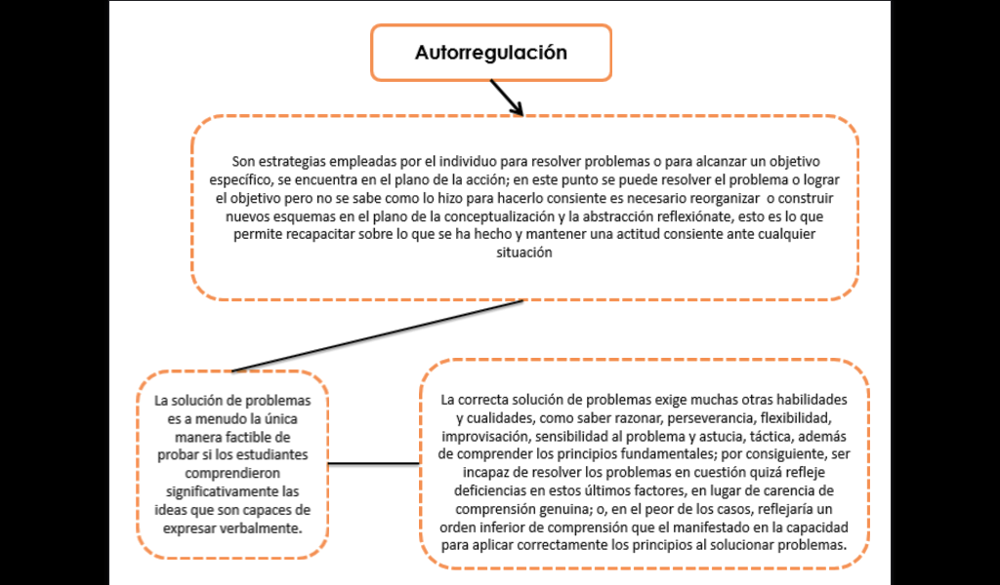 Autorregulación
Son estrategias empleadas por el individuo para resolver problemas o para alcanzar un objetivo
específico, se encuentra en el plano de la acción; en este punto se puede resolver el problema o lograr
el objetivo pero no se sabe como lo hizo para hacerlo consiente es necesario reorganizar o construir
nuevos esquemas en el plano de la conceptualización y la abstracción reflexiónate, esto es lo que
permite recapacitar sobre lo que se ha hecho y mantener una actitud consiente ante cualquier
situación
La solución de problemas
es a menudo la única
manera factible de
probar si los estudiantes
comprendieron
significativamente las
ideas que son capaces de
expresar verbalmente.
La correcta solución de problemas exige muchas otras habilidades
y cualidades, como saber razonar, perseverancia, flexibilidad,
improvisación, sensibilidad al problema y astucia, táctica, además
de comprender los principios fundamentales; por consiguiente, ser
incapaz de resolver los problemas en cuestión quizá refleje
deficiencias en estos últimos factores, en lugar de carencia de
comprensión genuina; o, en el peor de los casos, reflejaría un
orden inferior de comprensión que el manifestado en la capacidad
para aplicar correctamente los principios al solucionar problemas.